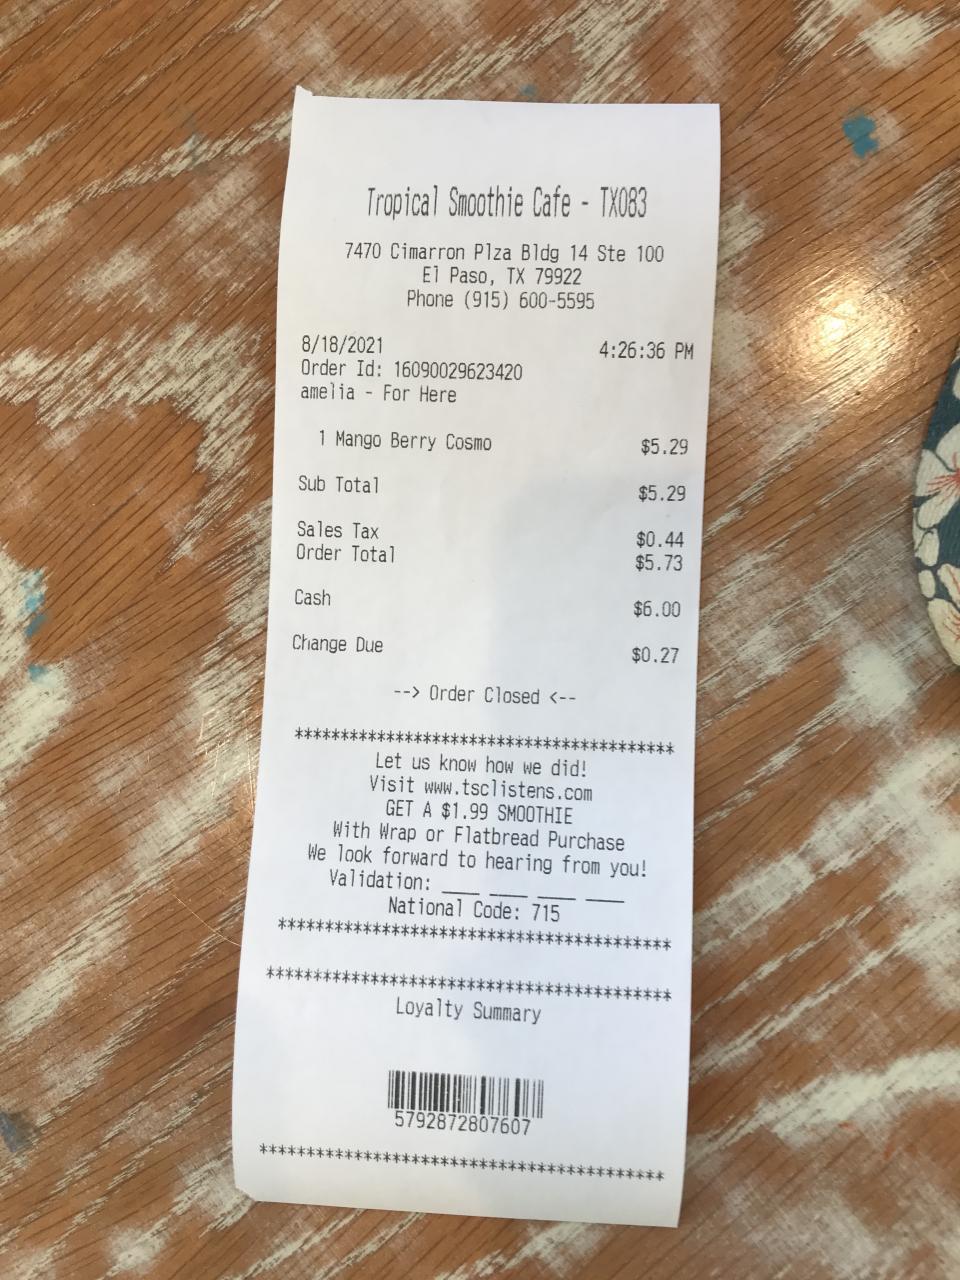 Tropical Smoothie Cafe - TX083
7470 Cimarron Plza Bldg 14 Ste 100
El Paso, TX 79922
Phone (915) 600-5595
8/18/2021 4:26:36 PM
Order Id: 16090029623420
amelia - For Here
1 Mango Berry Cosmo $5.29
Sub Total $5.29
Sales Tax $0.44
Order Total $5.73
Cash $6.00
Change Due $0.27
--> Order Closed <--
******************************************
Let us know how we did!
Visit www.tsclistens.com
GET A $1.99 SMOOTHIE
With Wrap or Flatbread Purchase
We look forward to hearing from you!
Validation: ____ ____ ____ ____
National Code: 715
******************************************
******************************************
Loyalty Summary
5792872807607
******************************************